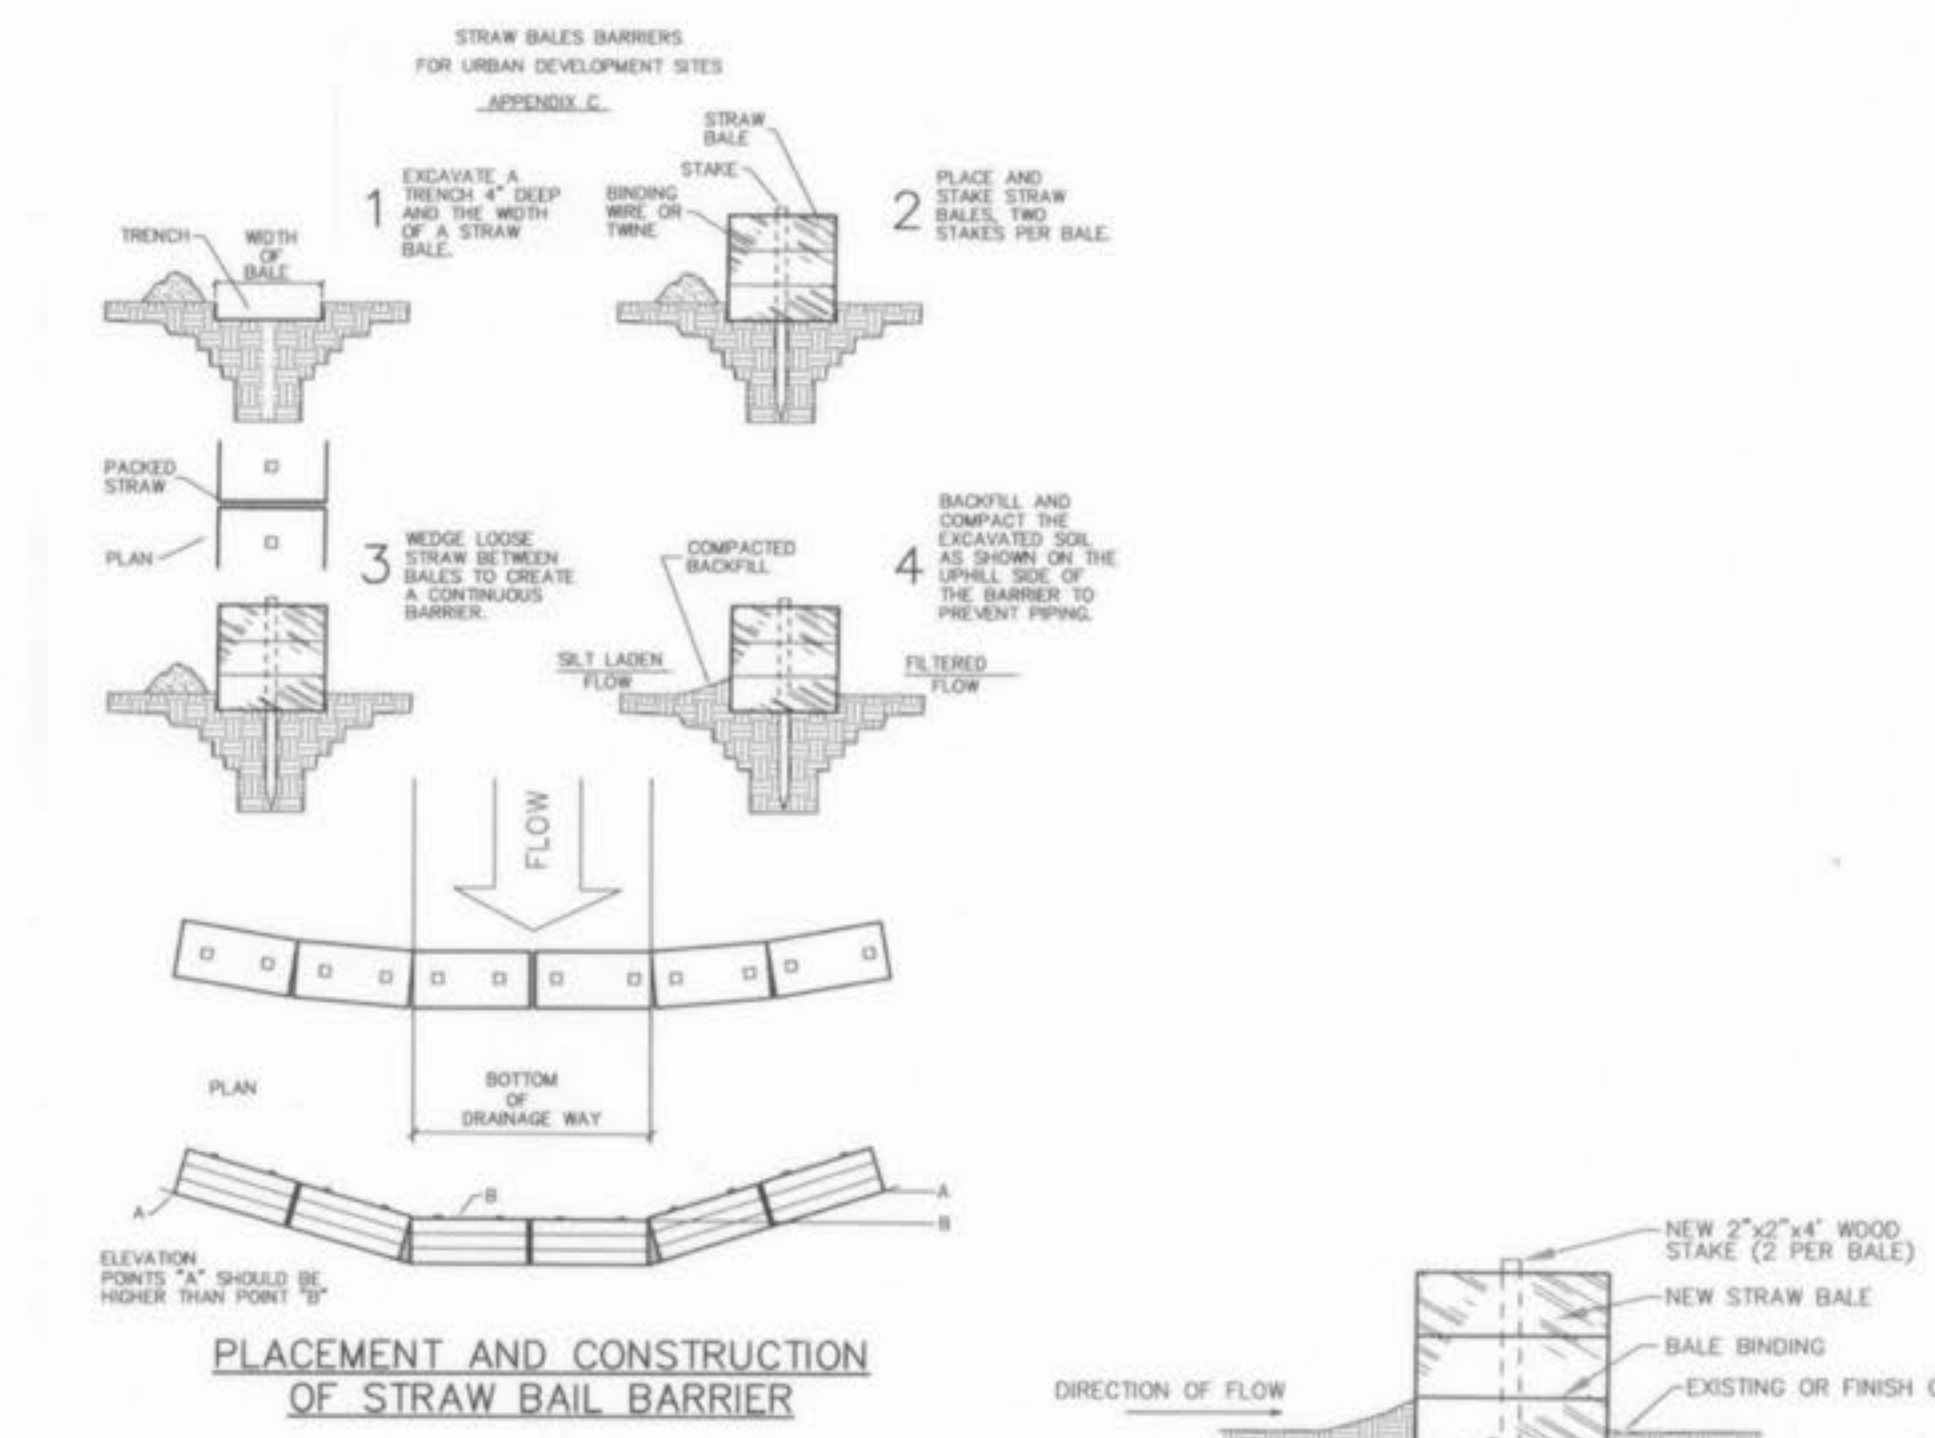 STRAW BALES BARRIERS
FOR URBAN DEVELOPMENT SITES
APPENDIX C
TRENCH
WIDTH
OF
BALE
1
EXCAVATE A
TRENCH 4" DEEP
AND THE WIDTH
OF A STRAW
BALE.
STRAW
BALE
STAKE
BINDING
WIRE OR
TWINE
2
PLACE AND
STAKE STRAW
BALES, TWO
STAKES PER BALE.
PACKED
STRAW
PLAN
3
WEDGE LOOSE
STRAW BETWEEN
BALES TO CREATE
A CONTINUOUS
BARRIER.
COMPACTED
BACKFILL
4
BACKFILL AND
COMPACT THE
EXCAVATED SOIL
AS SHOWN ON THE
UPHILL SIDE OF
THE BARRIER TO
PREVENT PIPING.
SILT LADEN
FLOW
FILTERED
FLOW
FLOW
PLAN
BOTTOM
OF
DRAINAGE WAY
A
B
A
B
ELEVATION
POINTS "A" SHOULD BE
HIGHER THAN POINT "B"
PLACEMENT AND CONSTRUCTION
OF STRAW BAIL BARRIER
NEW 2"x2"x4' WOOD
STAKE (2 PER BALE)
NEW STRAW BALE
BALE BINDING
EXISTING OR FINISH
DIRECTION OF FLOW